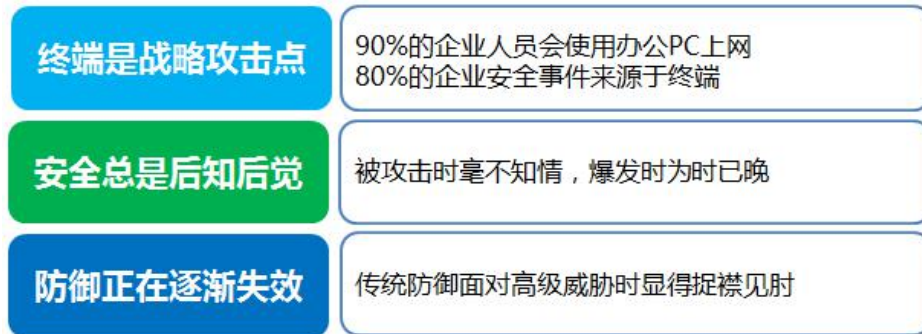 终端是战略攻击点
90%的企业人员会使用办公PC上网
80%的企业安全事件来源于终端
安全总是后知后觉
被攻击时毫不知情，爆发时为时已晚
防御正在逐渐失效
传统防御面对高级威胁时显得捉襟见肘